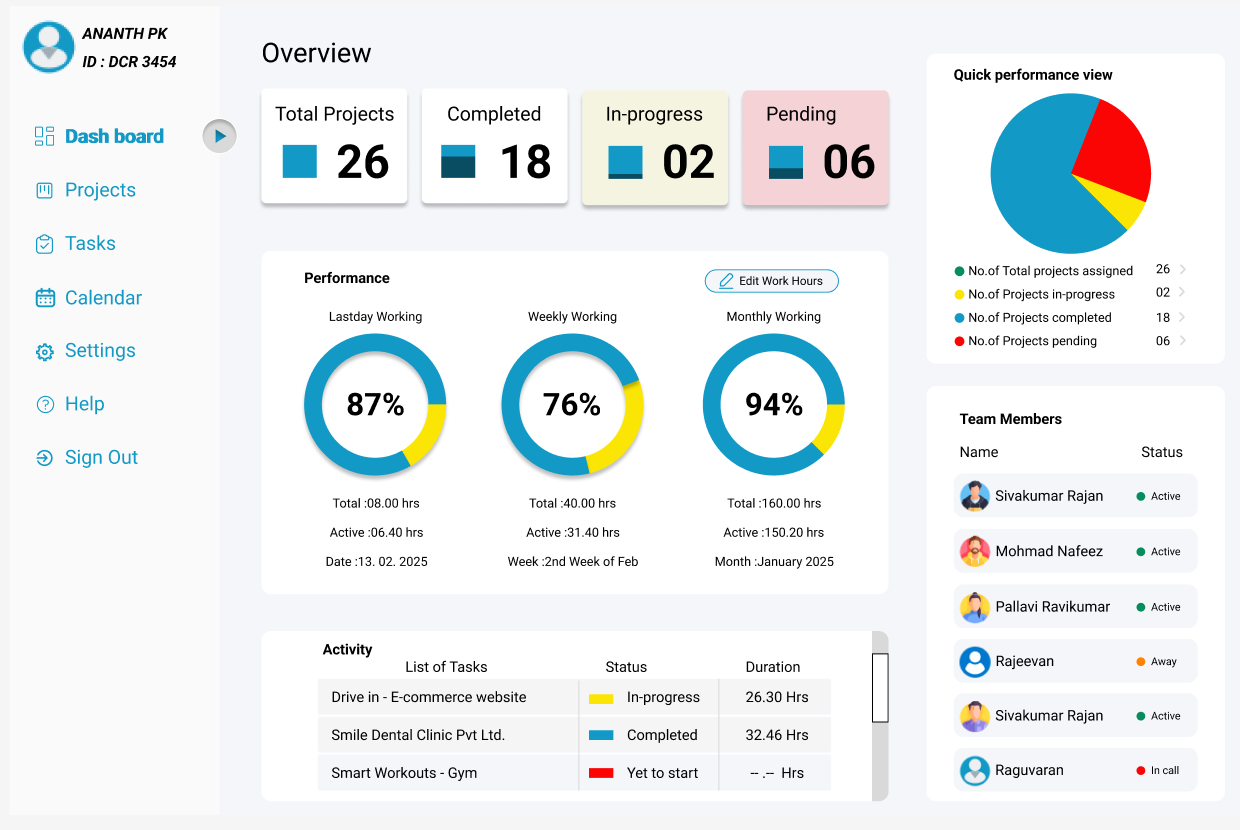 ANANTH PK
ID : DCR 3454
Dash board
Projects
Tasks
Calendar
Settings
Help
Sign Out
Overview
Total Projects
26
Completed
18
In-progress
02
Pending
06
Performance
Edit Work Hours
Lastday Working
87%
Total :08.00 hrs
Active :06.40 hrs
Date :13. 02. 2025
Weekly Working
76%
Total :40.00 hrs
Active :31.40 hrs
Week :2nd Week of Feb
Monthly Working
94%
Total :160.00 hrs
Active :150.20 hrs
Month :January 2025
Activity
List of Tasks Status Duration
Drive in - E-commerce website In-progress 26.30 Hrs
Smile Dental Clinic Pvt Ltd. Completed 32.46 Hrs
Smart Workouts - Gym Yet to start -- .-- Hrs
Quick performance view
No.of Total projects assigned 26
No.of Projects in-progress 02
No.of Projects completed 18
No.of Projects pending 06
Team Members
Name Status
Sivakumar Rajan Active
Mohmad Nafeez Active
Pallavi Ravikumar Active
Rajeevan Away
Sivakumar Rajan Active
Raguvaran In call